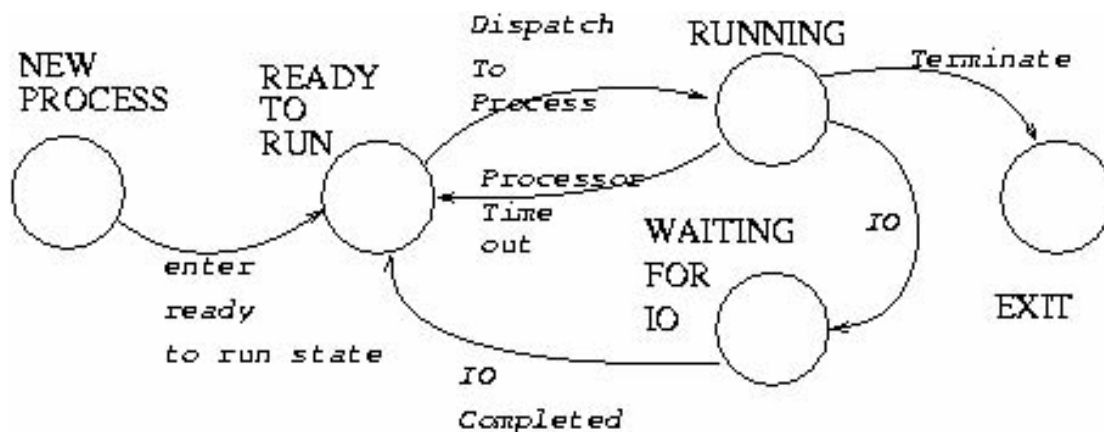 NEW
PROCESS
READY
TO
RUN
Dispatch
To
Process
RUNNING
Terminate
Processor
Time
out
enter
ready
to run state
WAITING
FOR
IO
IO
EXIT
IO
Completed